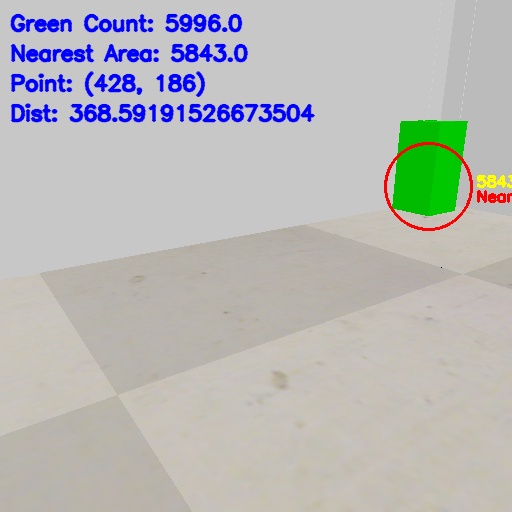 Green Count: 5996.0
Nearest Area: 5843.0
Point: (428, 186)
Dist: 368.59191526673504
5843
Near